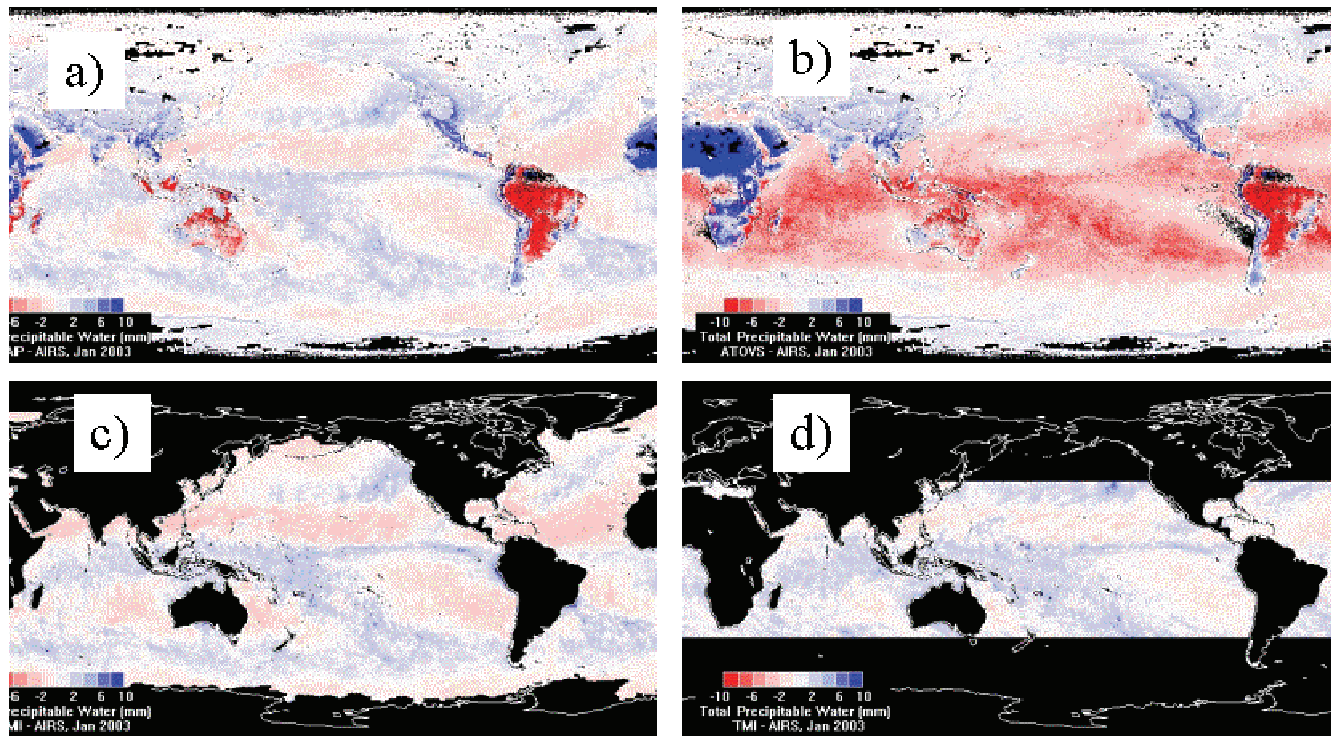 a)
-6 -2 2 6 10
recipitable Water (mm)
AP - AIRS, Jan 2003
b)
-10 -6 -2 2 6 10
Total Precipitable Water (mm)
ATOVS - AIRS, Jan 2003
c)
-6 -2 2 6 10
recipitable Water (mm)
MI - AIRS, Jan 2003
d)
-10 -6 -2 2 6 10
Total Precipitable Water (mm)
TMI - AIRS, Jan 2003